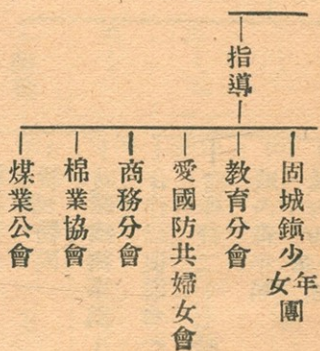 指導
固城鎮少年女團
教育分會
愛國防共婦女會
商務分會
棉業協會
煤業公會